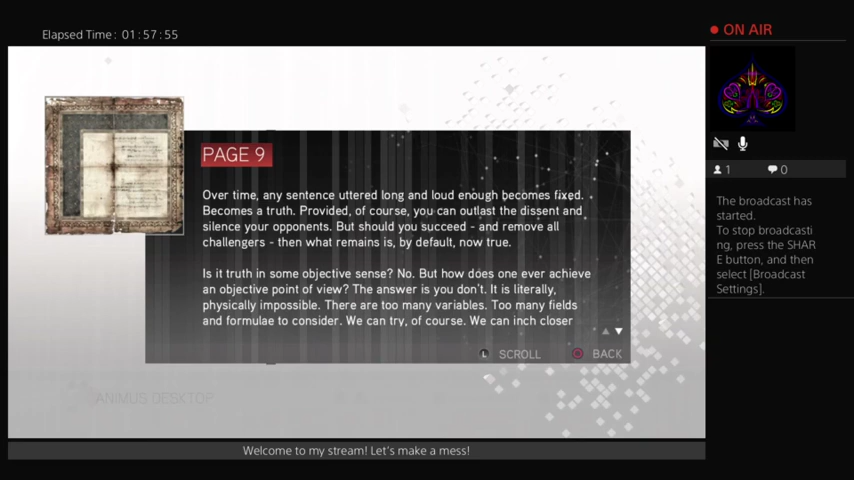 Elapsed Time : 01:57:55
ON AIR
PAGE 9
Over time, any sentence uttered long and loud enough becomes fixed.
Becomes a truth. Provided, of course, you can outlast the dissent and
silence your opponents. But should you succeed - and remove all
challengers - then what remains is, by default, now true.
Is it truth in some objective sense? No. But how does one ever achieve
an objective point of view? The answer is you don't. It is literally,
physically impossible. There are too many variables. Too many fields
and formulae to consider. We can try, of course. We can inch closer
L SCROLL
BACK
ANIMUS DESKTOP
1
0
The broadcast has
started.
To stop broadcasti
ng, press the SHAR
E button, and then
select [Broadcast
Settings].
Welcome to my stream! Let's make a mess!